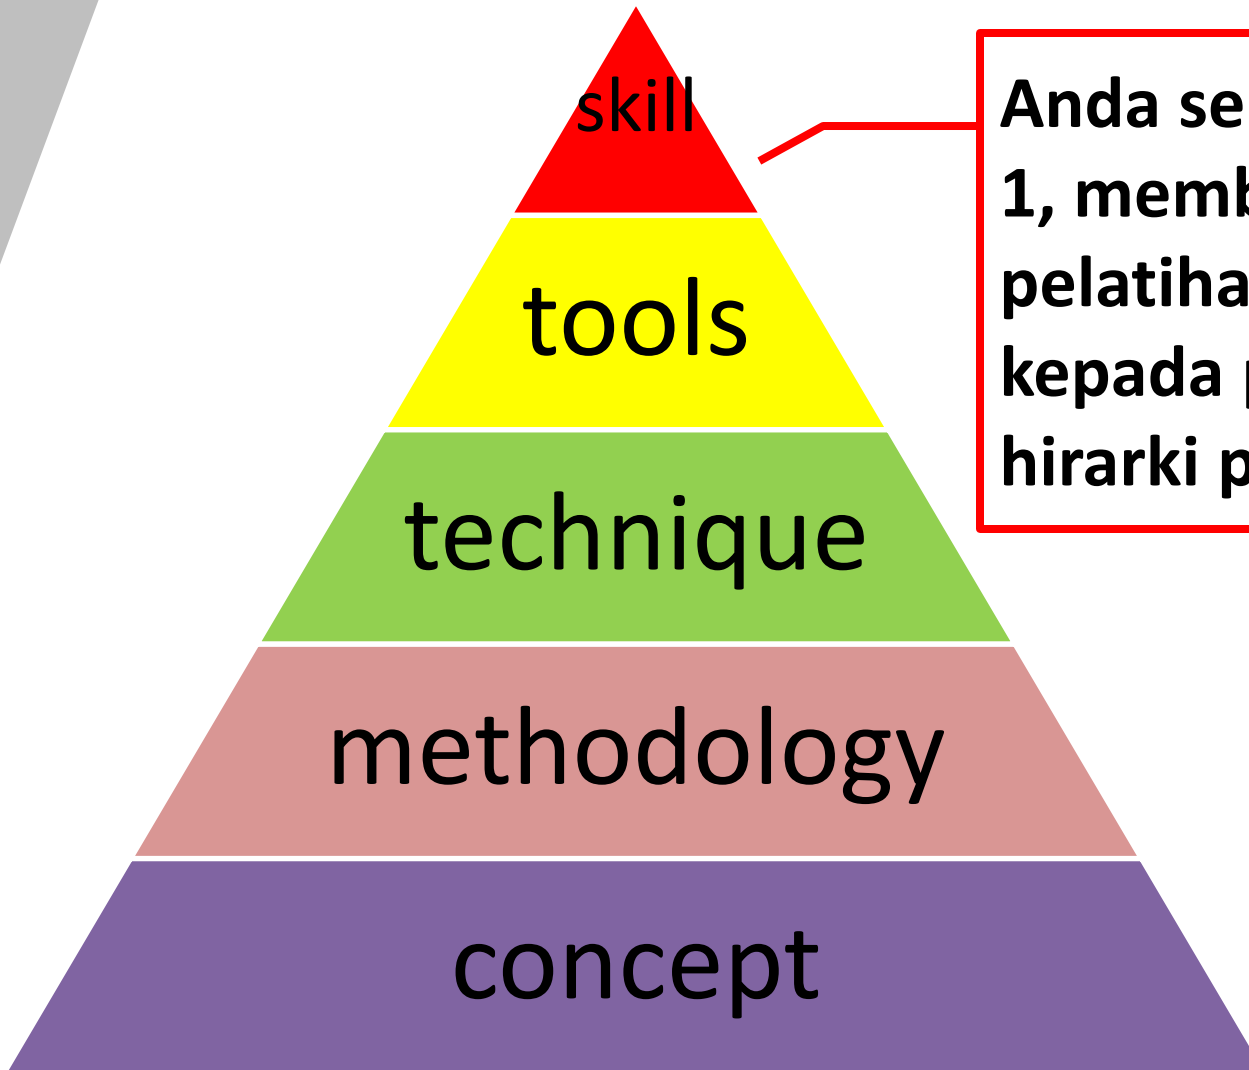 skill
tools
technique
methodology
concept
Anda se
1, memb
pelatiha
kepada p
hirarki p